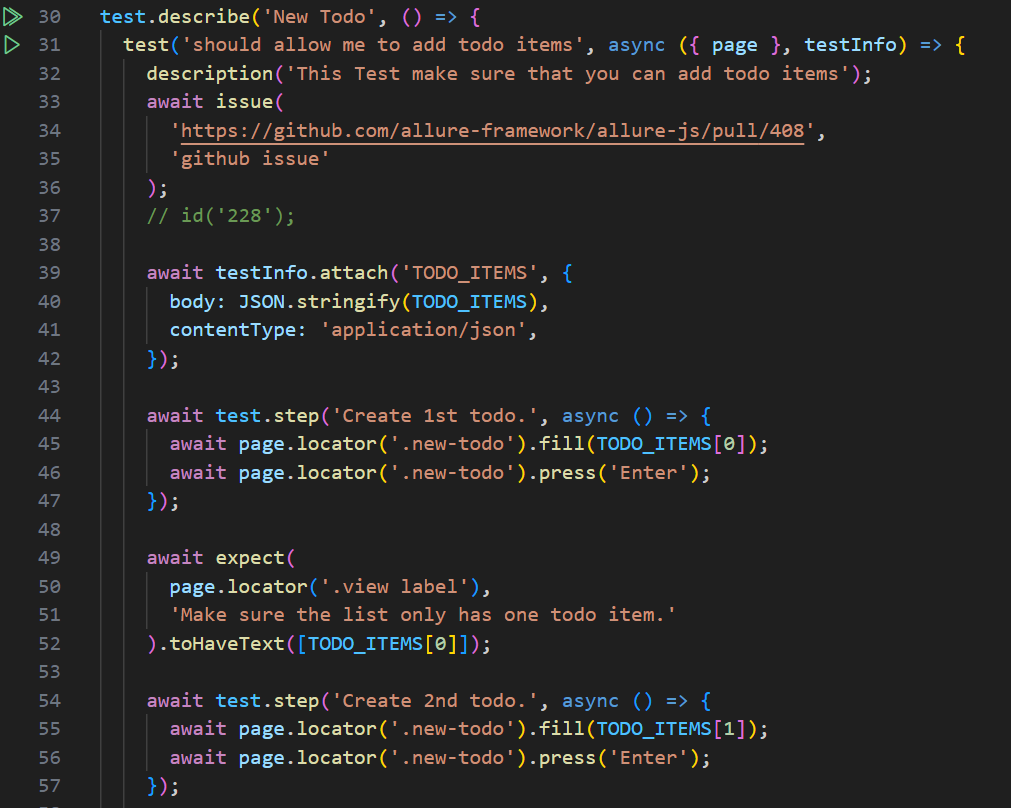 30 test.describe('New Todo', () => {
31 test('should allow me to add todo items', async ({ page }, testInfo) => {
32 description('This Test make sure that you can add todo items');
33 await issue(
34 'https://github.com/allure-framework/allure-js/pull/408',
35 'github issue'
36 );
37 // id('228');
38
39 await testInfo.attach('TODO_ITEMS', {
40 body: JSON.stringify(TODO_ITEMS),
41 contentType: 'application/json',
42 });
43
44 await test.step('Create 1st todo.', async () => {
45 await page.locator('.new-todo').fill(TODO_ITEMS[0]);
46 await page.locator('.new-todo').press('Enter');
47 });
48
49 await expect(
50 page.locator('.view label'),
51 'Make sure the list only has one todo item.'
52 ).toHaveText([TODO_ITEMS[0]]);
53
54 await test.step('Create 2nd todo.', async () => {
55 await page.locator('.new-todo').fill(TODO_ITEMS[1]);
56 await page.locator('.new-todo').press('Enter');
57 });